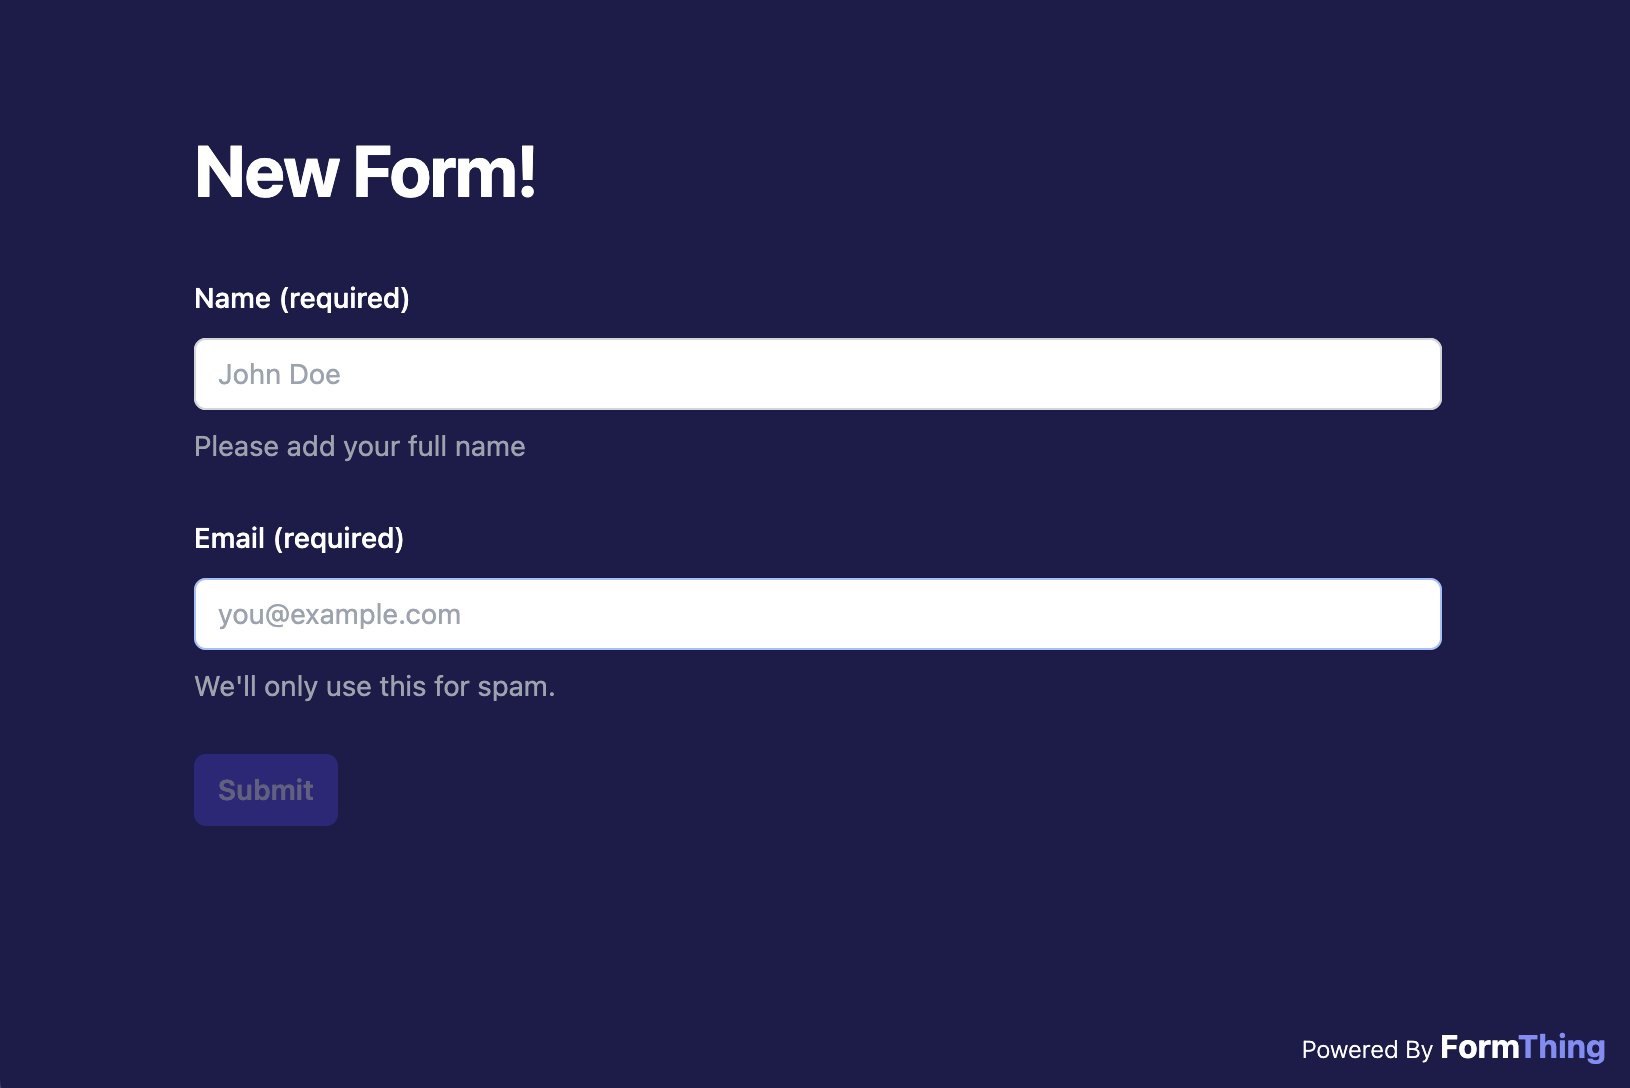 New Form!
Name (required)
John Doe
Please add your full name
Email (required)
you@example.com
We'll only use this for spam.
Submit
Powered By FormThing